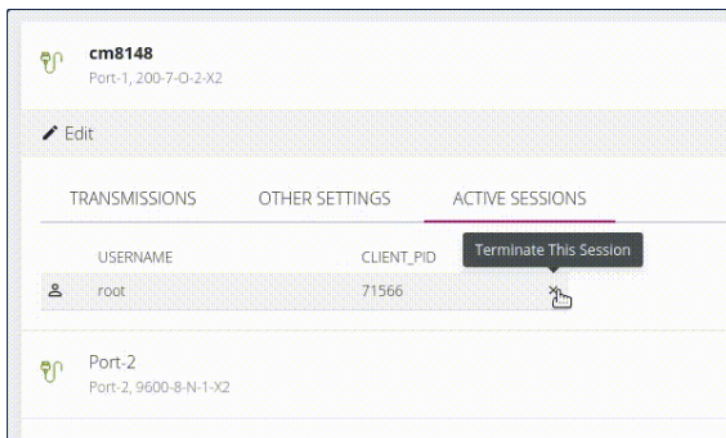 cm8148
Port-1, 200-7-O-2-X2
Edit
TRANSMISSIONS OTHER SETTINGS ACTIVE SESSIONS
Terminate This Session
USERNAME CLIENT_PID
root 71566
Port-2
Port-2, 9600-8-N-1-X2